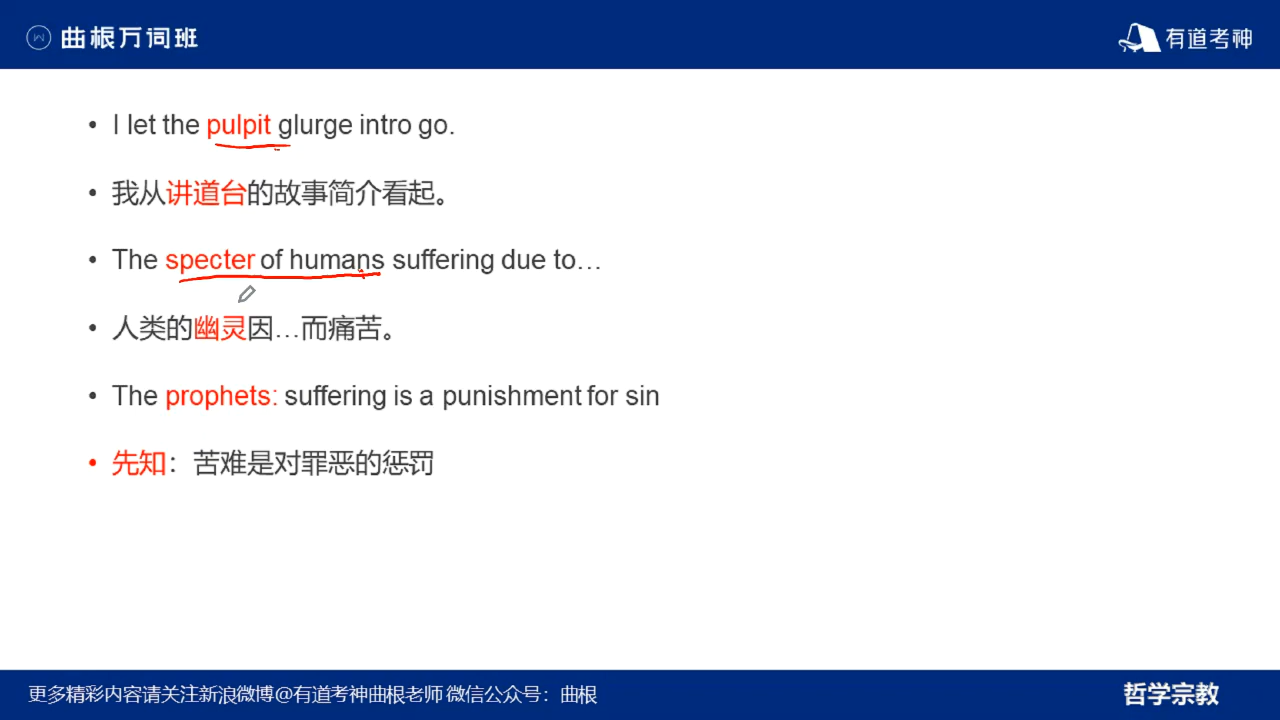 曲根万词班
有道考神
• I let the pulpit glurge intro go.
• 我从讲道台的故事简介看起。
• The specter of humans suffering due to…
• 人类的幽灵因…而痛苦。
• The prophets: suffering is a punishment for sin
• 先知：苦难是对罪恶的惩罚
更多精彩内容请关注新浪微博@有道考神曲根老师 微信公众号：曲根
哲学宗教